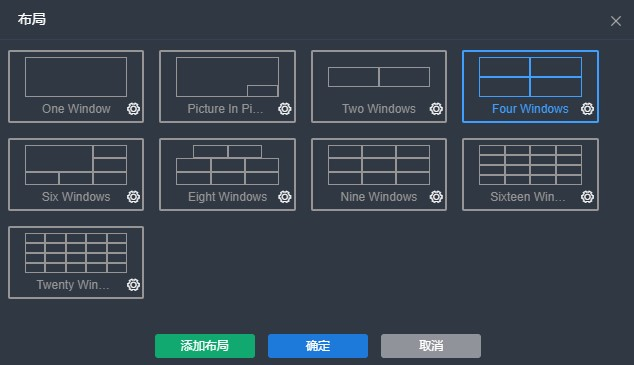 布局
One Window
Picture In Pi...
Two Windows
Four Windows
Six Windows
Eight Windows
Nine Windows
Sixteen Win...
Twenty Win...
添加布局
确定
取消